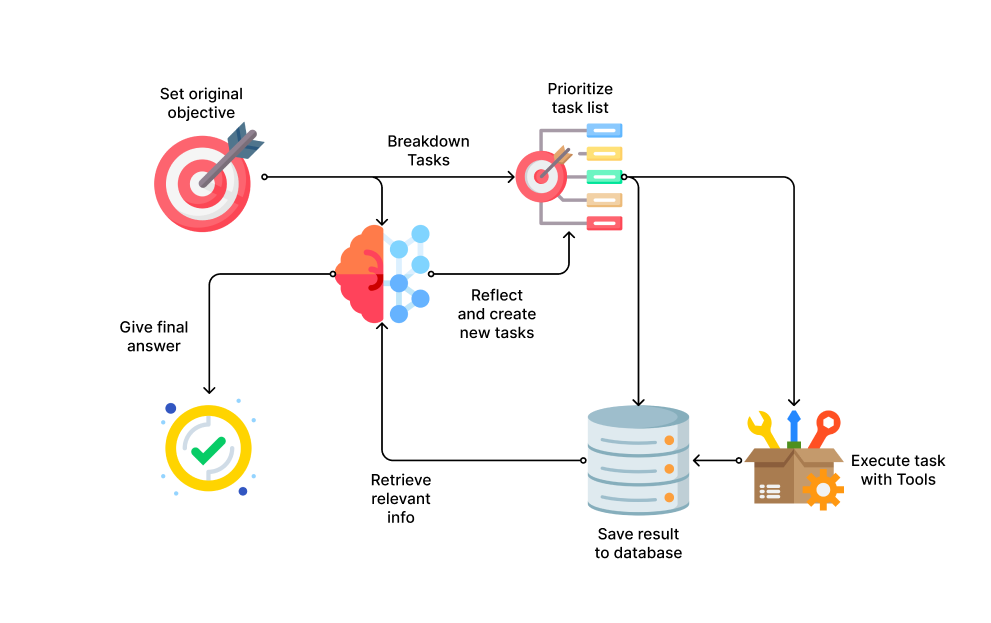 Set original
objective
Prioritize
task list
Breakdown
Tasks
Reflect
and create
new tasks
Give final
answer
Retrieve
relevant
info
Execute task
with Tools
Save result
to database